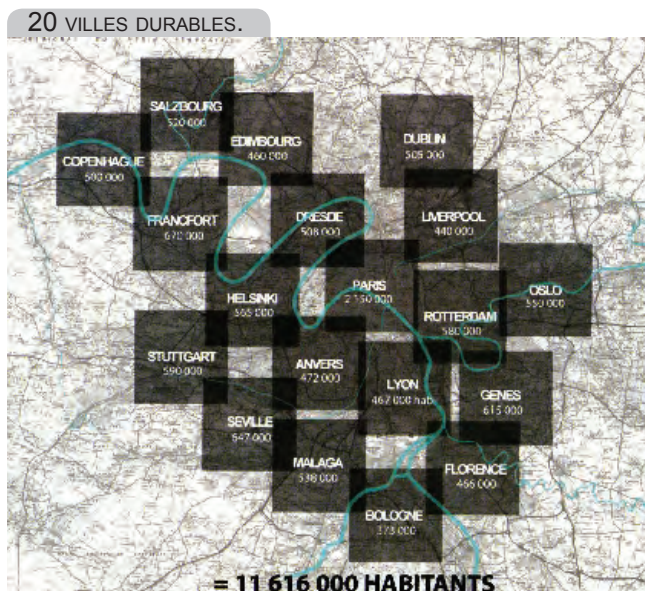 20 VILLES DURABLES.
SALZBOURG
520 000
EDIMBOURG
460 000
DUBLIN
505 000
COPENHAGUE
500 000
FRANCFORT
670 000
DRESDE
508 000
LIVERPOOL
440 000
HELSINKI
565 000
PARIS
2 150 000
ROTTERDAM
580 000
OSLO
550 000
STUTTGART
590 000
ANVERS
472 000
LYON
467 000 hab
GENES
615 000
SEVILLE
647 000
MALAGA
538 000
FLORENCE
466 000
BOLOGNE
373 000
= 11 616 000 HABITANTS